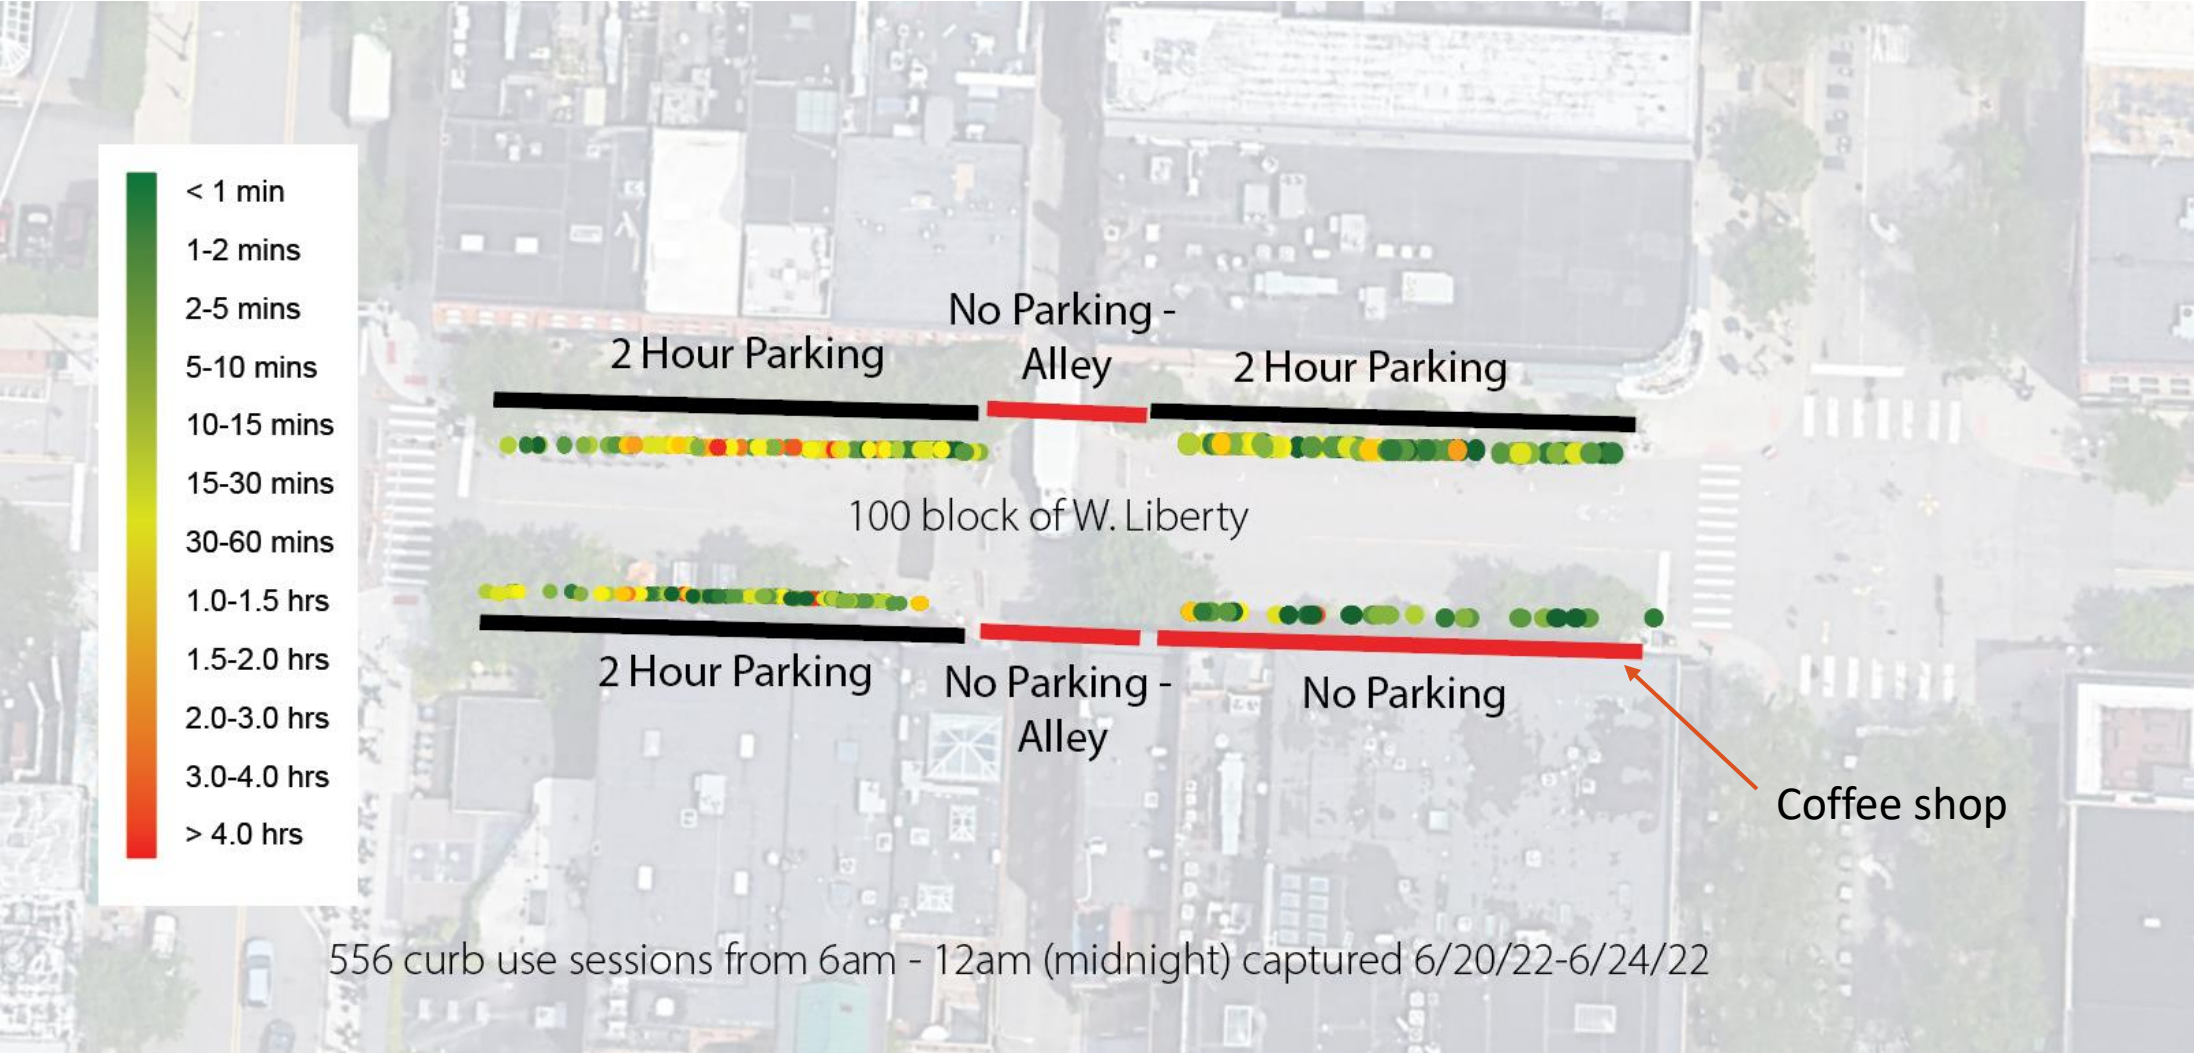 < 1 min
1-2 mins
2-5 mins
5-10 mins
10-15 mins
15-30 mins
30-60 mins
1.0-1.5 hrs
1.5-2.0 hrs
2.0-3.0 hrs
3.0-4.0 hrs
> 4.0 hrs
2 Hour Parking
No Parking -
Alley
2 Hour Parking
100 block of W. Liberty
2 Hour Parking
No Parking -
Alley
No Parking
Coffee shop
556 curb use sessions from 6am - 12am (midnight) captured 6/20/22-6/24/22